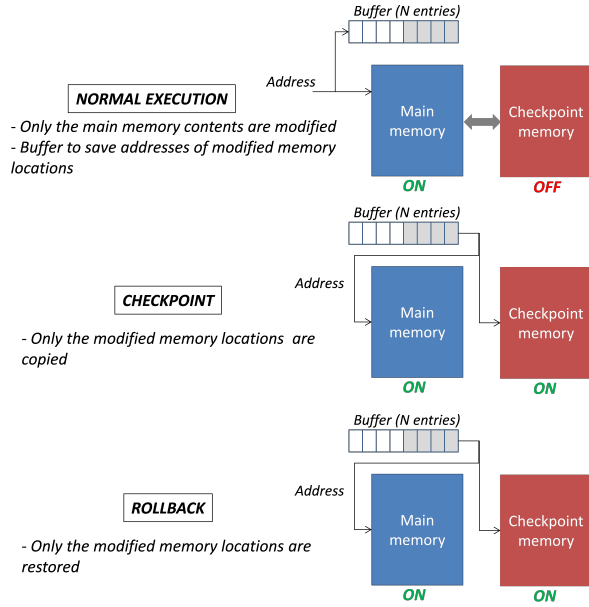 Buffer (N entries)
Address
NORMAL EXECUTION
- Only the main memory contents are modified
- Buffer to save addresses of modified memory
locations
Main
memory
Checkpoint
memory
ON
OFF
Buffer (N entries)
Address
CHECKPOINT
- Only the modified memory locations are
copied
Main
memory
Checkpoint
memory
ON
ON
Buffer (N entries)
Address
ROLLBACK
- Only the modified memory locations are
restored
Main
memory
Checkpoint
memory
ON
ON